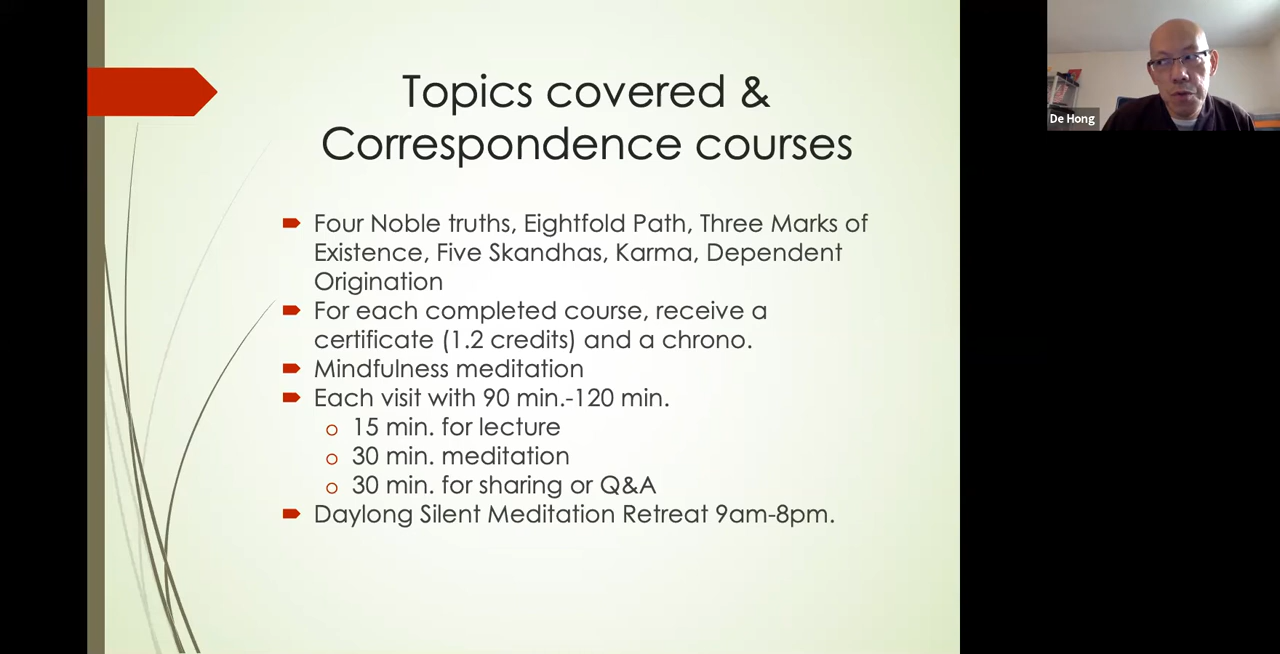 Topics covered &
Correspondence courses
Four Noble truths, Eightfold Path, Three Marks of
Existence, Five Skandhas, Karma, Dependent
Origination
For each completed course, receive a
certificate (1.2 credits) and a chrono.
Mindfulness meditation
Each visit with 90 min.-120 min.
15 min. for lecture
30 min. meditation
30 min. for sharing or Q&A
Daylong Silent Meditation Retreat 9am-8pm.
De Hong